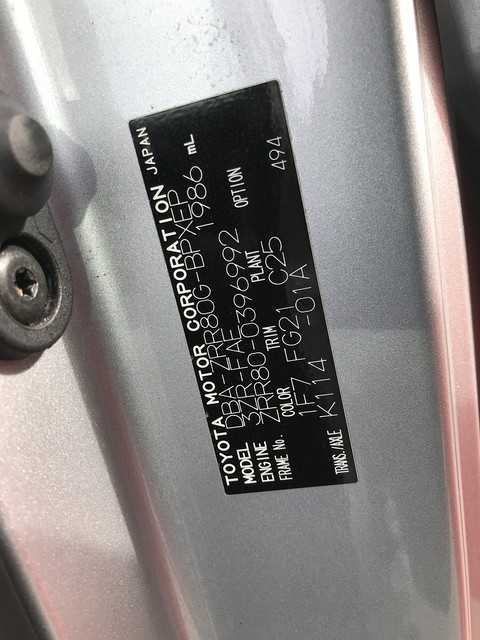 TOYOTA MOTOR CORPORATION JAPAN
MODEL DBA-ZRR80G-BPXEP
ENGINE 3ZR-FAE 1986 mL
FRAME No. ZRR80-0396992
COLOR TRIM PLANT OPTION
1F7 FG21 C25 494
TRANS./AXLE K114 -01A